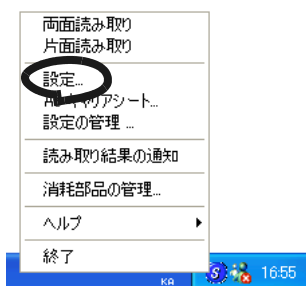 両面読み取り
片面読み取り
設定...
キャリアシート...
設定の管理 ...
読み取り結果の通知
消耗部品の管理...
ヘルプ
終了
KA
S
16:55